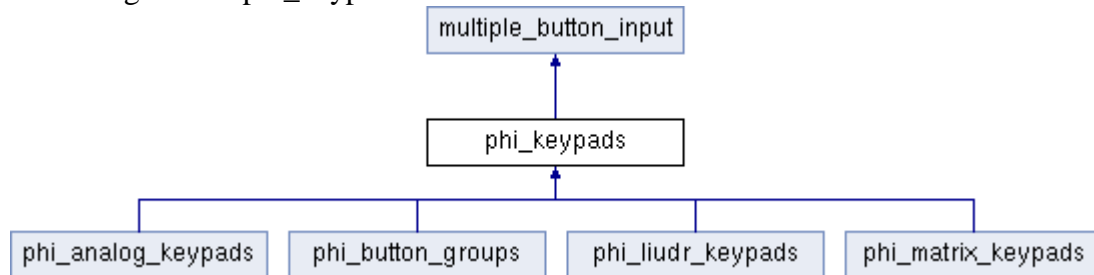 multiple_button_input
phi_keypads
phi_analog_keypads phi_button_groups phi_liudr_keypads phi_matrix_keypads